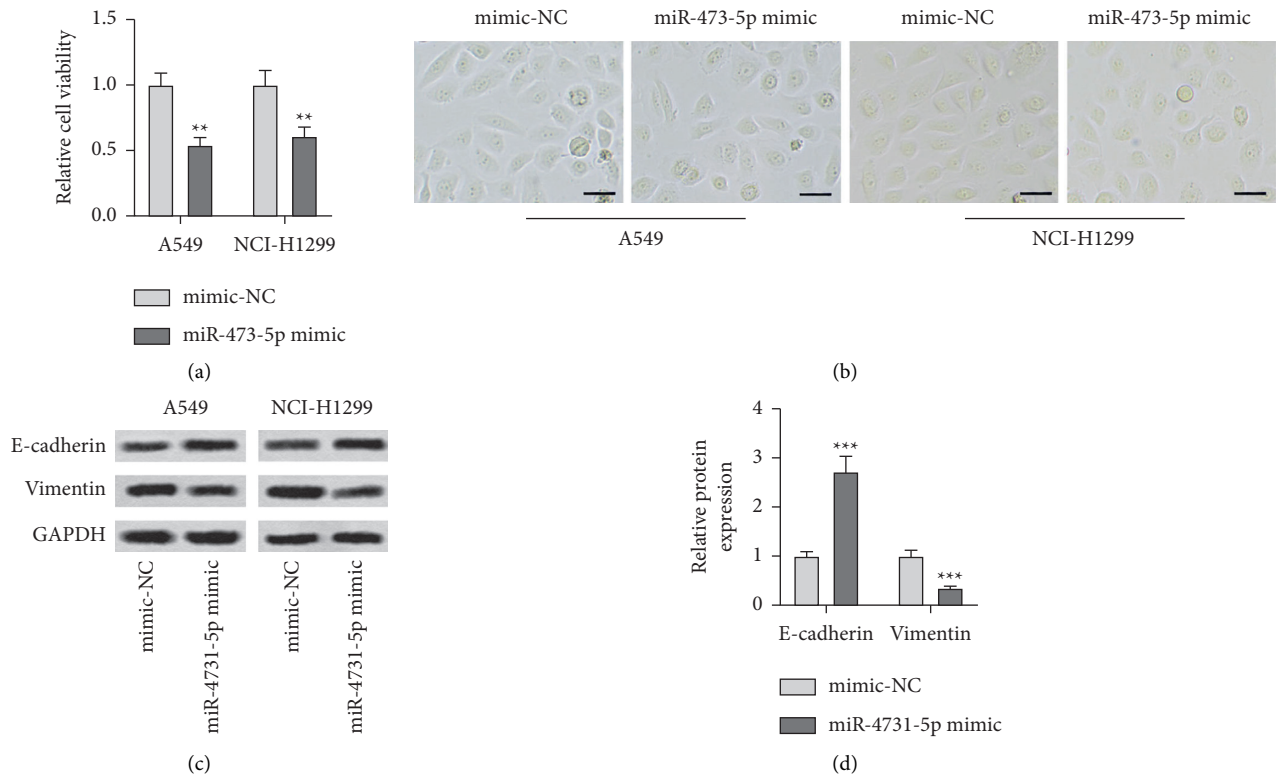 1.5
1.0
0.5
0.0
Relative cell viability
**
**
A549
NCI-H1299
mimic-NC
miR-473-5p mimic
(a)
mimic-NC
miR-473-5p mimic
mimic-NC
miR-473-5p mimic
A549
NCI-H1299
(b)
A549
NCI-H1299
E-cadherin
Vimentin
GAPDH
mimic-NC
miR-4731-5p mimic
mimic-NC
miR-4731-5p mimic
(c)
4
3
2
1
0
Relative protein
expression
***
***
E-cadherin
Vimentin
mimic-NC
miR-4731-5p mimic
(d)